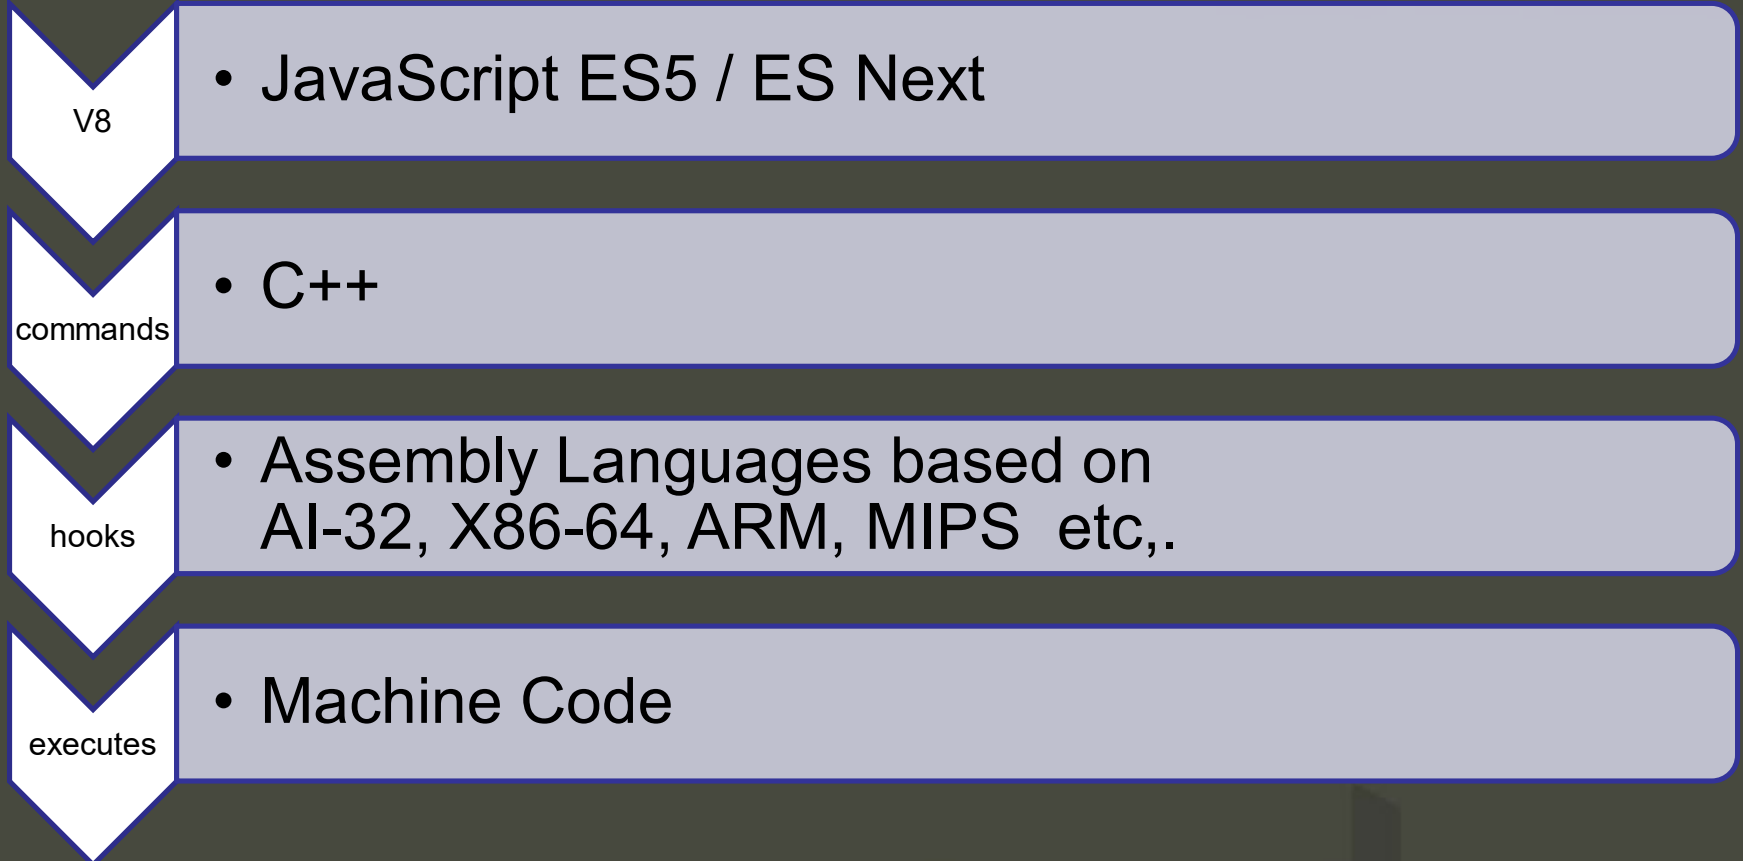 V8
• JavaScript ES5 / ES Next
commands
• C++
hooks
• Assembly Languages based on
AI-32, X86-64, ARM, MIPS  etc,.
executes
• Machine Code